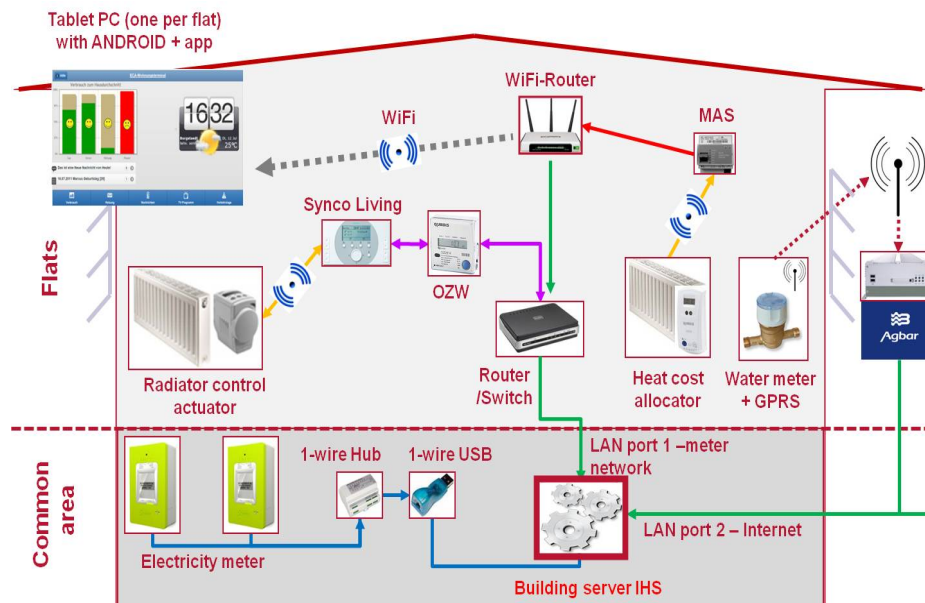 Tablet PC (one per flat)
with ANDROID + app
16 32
25°C
WiFi-Router
MAS
WiFi
Synco Living
OZW
Flats
Agbar
Radiator control
actuator
Router
/Switch
Heat cost
allocator
Water meter
+ GPRS
LAN port 1 –meter
network
1-wire Hub
1-wire USB
Common
area
LAN port 2 – Internet
Electricity meter
Building server IHS